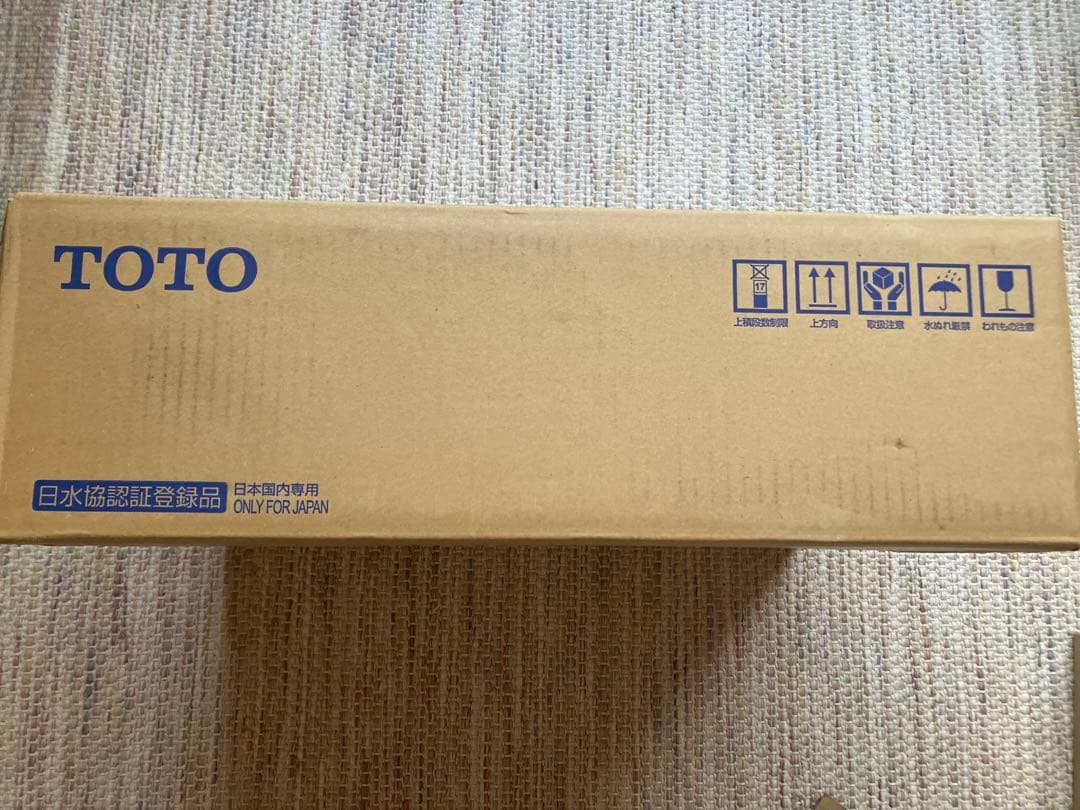 TOTO
17
上積段数制限
上方向
取扱注意
水ぬれ厳禁
われもの注意
日水協認証登録品
日本国内専用
ONLY FOR JAPAN